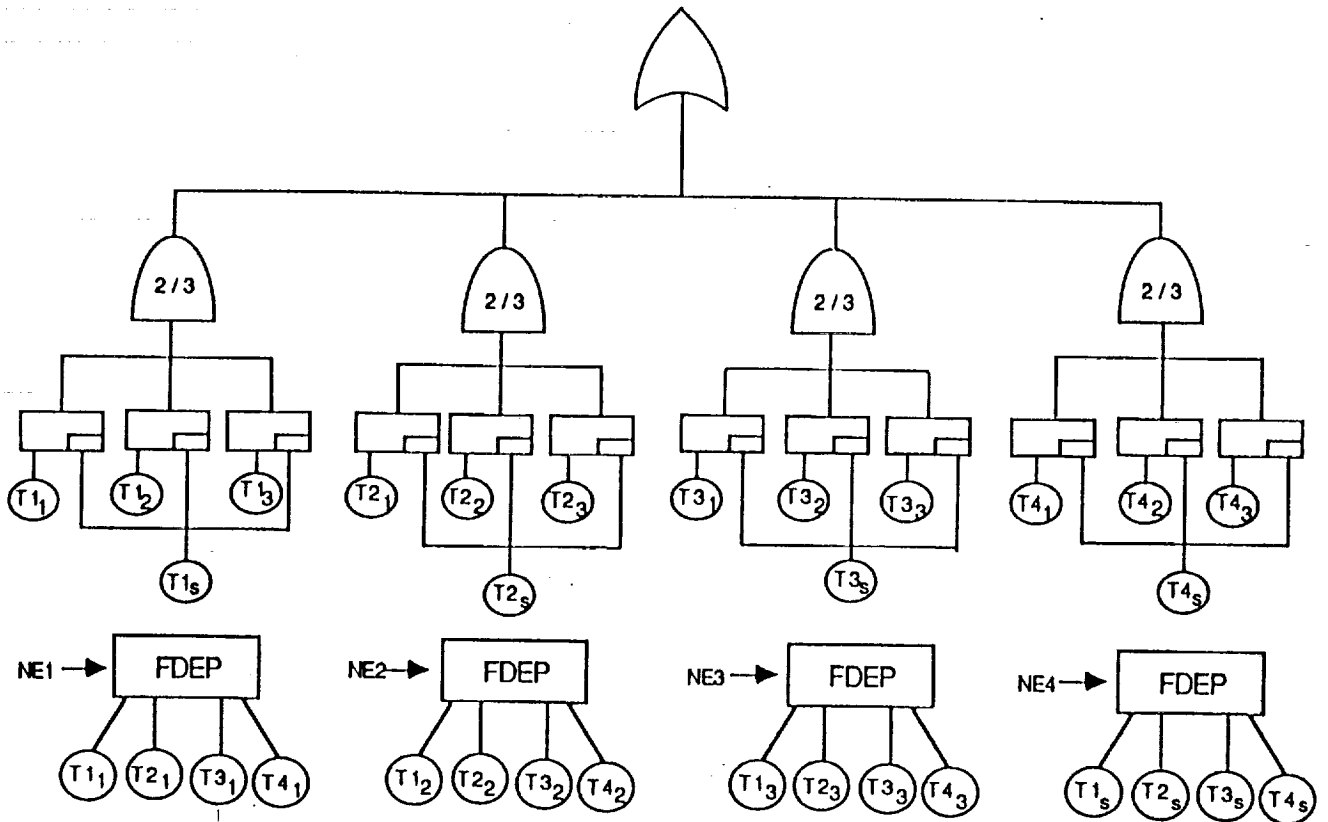 2 / 3 2 / 3 2 / 3 2 / 3
T1₁ T1₂ T1₃ T2₁ T2₂ T2₃ T3₁ T3₂ T3₃ T4₁ T4₂ T4₃
T1ₛ T2ₛ T3ₛ T4ₛ
NE1 FDEP NE2 FDEP NE3 FDEP NE4 FDEP
T1₁ T2₁ T3₁ T4₁ T1₂ T2₂ T3₂ T4₂ T1₃ T2₃ T3₃ T4₃ T1ₛ T2ₛ T3ₛ T4ₛ